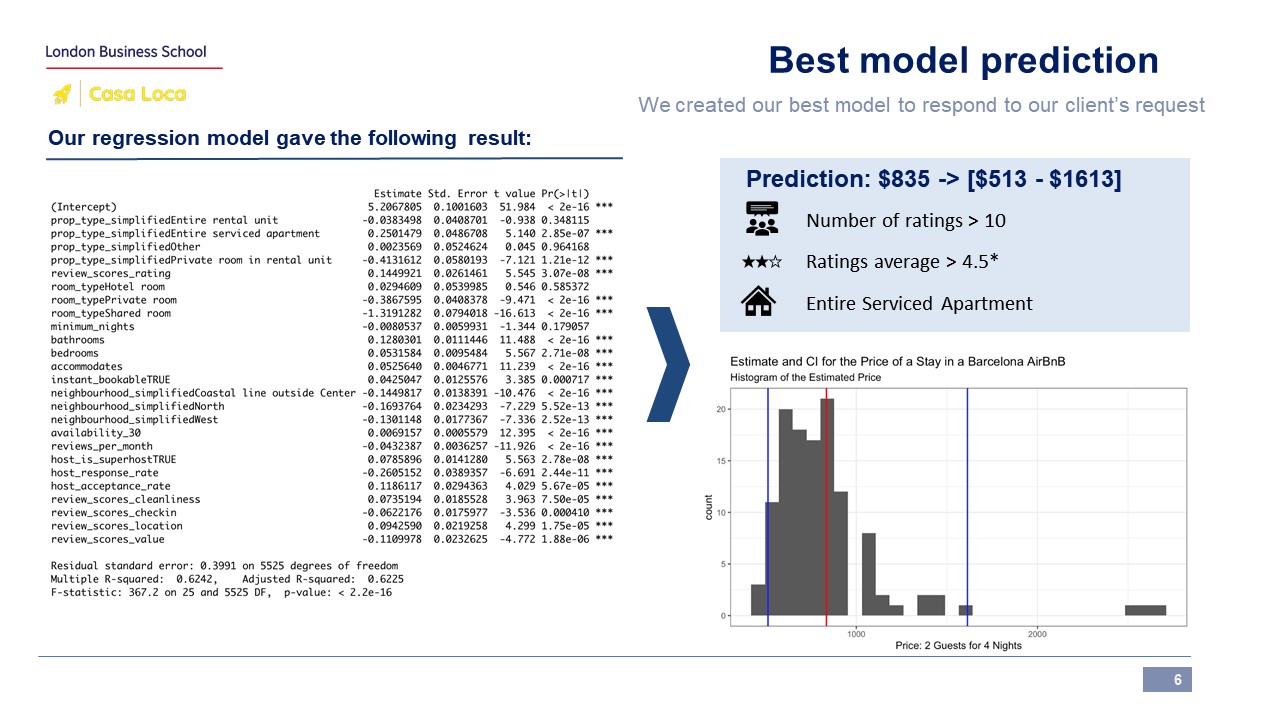 London Business School
Casa Loca
Best model prediction
We created our best model to respond to our client's request
Our regression model gave the following result:
Estimate Std. Error t value Pr(>|t|)
(Intercept) 5.2067805 0.1001603 51.984 < 2e-16 ***
prop_type_simplifiedEntire rental unit -0.0383498 0.0408701 -0.938 0.348115
prop_type_simplifiedEntire serviced apartment 0.2501479 0.0486708 5.140 2.85e-07 ***
prop_type_simplifiedOther 0.0023569 0.0524624 0.045 0.964168
prop_type_simplifiedPrivate room in rental unit -0.4131612 0.0580193 -7.121 1.21e-12 ***
review_scores_rating 0.1449921 0.0261461 5.545 3.07e-08 ***
room_typeHotel room 0.0294609 0.0539985 0.546 0.585372
room_typePrivate room -0.3867595 0.0408378 -9.471 < 2e-16 ***
room_typeShared room -1.3191282 0.0794018 -16.613 < 2e-16 ***
minimum_nights -0.0080537 0.0059931 -1.344 0.179057
bathrooms 0.1280301 0.0111446 11.488 < 2e-16 ***
bedrooms 0.0531584 0.0095484 5.567 2.71e-08 ***
accommodates 0.0525640 0.0046771 11.239 < 2e-16 ***
instant_bookableTRUE 0.0425047 0.0125576 3.385 0.000717 ***
neighbourhood_simplifiedCoastal line outside Center -0.1449817 0.0138391 -10.476 < 2e-16 ***
neighbourhood_simplifiedNorth -0.1693764 0.0234293 -7.229 5.52e-13 ***
neighbourhood_simplifiedWest -0.1301148 0.0177367 -7.336 2.52e-13 ***
availability_30 0.0069157 0.0005579 12.395 < 2e-16 ***
reviews_per_month -0.0432387 0.0036257 -11.926 < 2e-16 ***
host_is_superhostTRUE 0.0785896 0.0141280 5.563 2.78e-08 ***
host_response_rate -0.2605152 0.0389357 -6.691 2.44e-11 ***
host_acceptance_rate 0.1186117 0.0294363 4.029 5.67e-05 ***
review_scores_cleanliness 0.0735194 0.0185528 3.963 7.50e-05 ***
review_scores_checkin -0.0622176 0.0175977 -3.536 0.000410 ***
review_scores_location 0.0942590 0.0219258 4.299 1.75e-05 ***
review_scores_value -0.1109978 0.0232625 -4.772 1.88e-06 ***
Residual standard error: 0.3991 on 5525 degrees of freedom
Multiple R-squared: 0.6242, Adjusted R-squared: 0.6225
F-statistic: 367.2 on 25 and 5525 DF, p-value: < 2.2e-16
Prediction: $835 -> [$513 - $1613]
Number of ratings > 10
Ratings average > 4.5*
Entire Serviced Apartment
Estimate and CI for the Price of a Stay in a Barcelona AirBnB
Histogram of the Estimated Price
20
15
10
5
0
count
1000 2000
Price: 2 Guests for 4 Nights
6